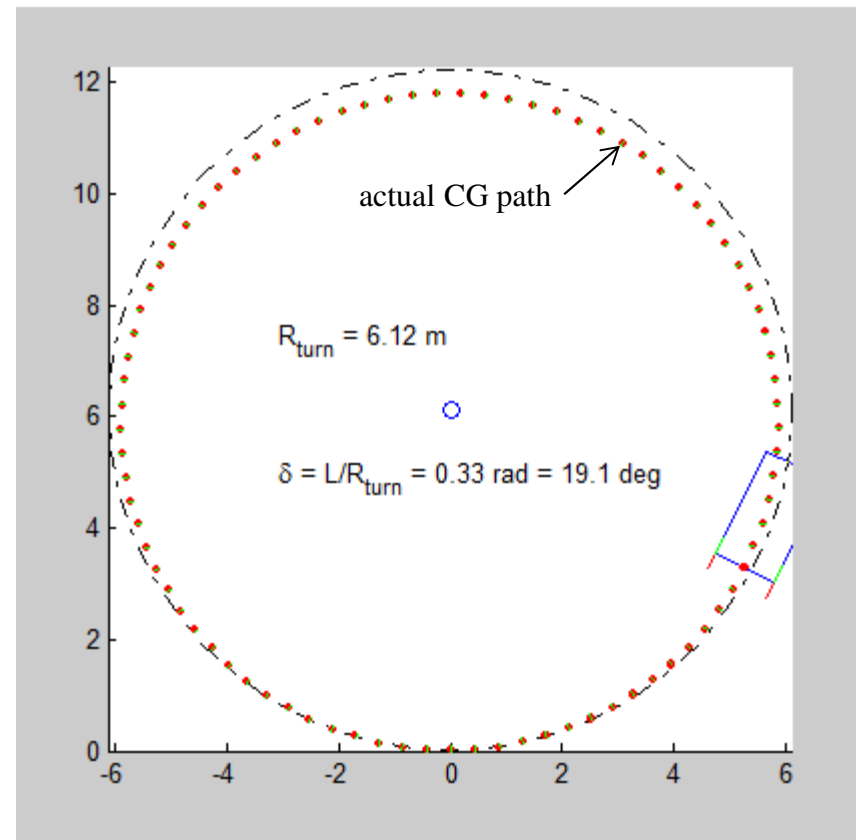 12
10
8
6
4
2
0
actual CG path
R_turn = 6.12 m
δ = L/R_turn = 0.33 rad = 19.1 deg
-6 -4 -2 0 2 4 6